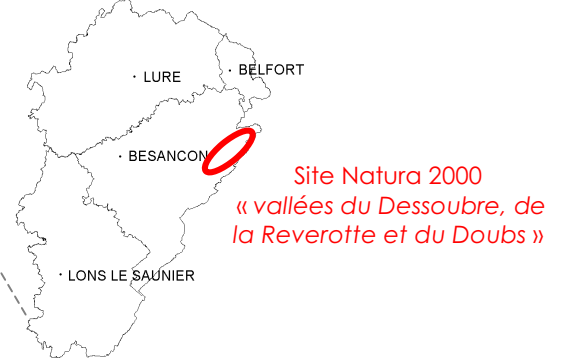 BELFORT
LURE
BESANCON
Site Natura 2000
« vallées du Dessoubre, de
la Reverotte et du Doubs »
LONS LE SAUNIER